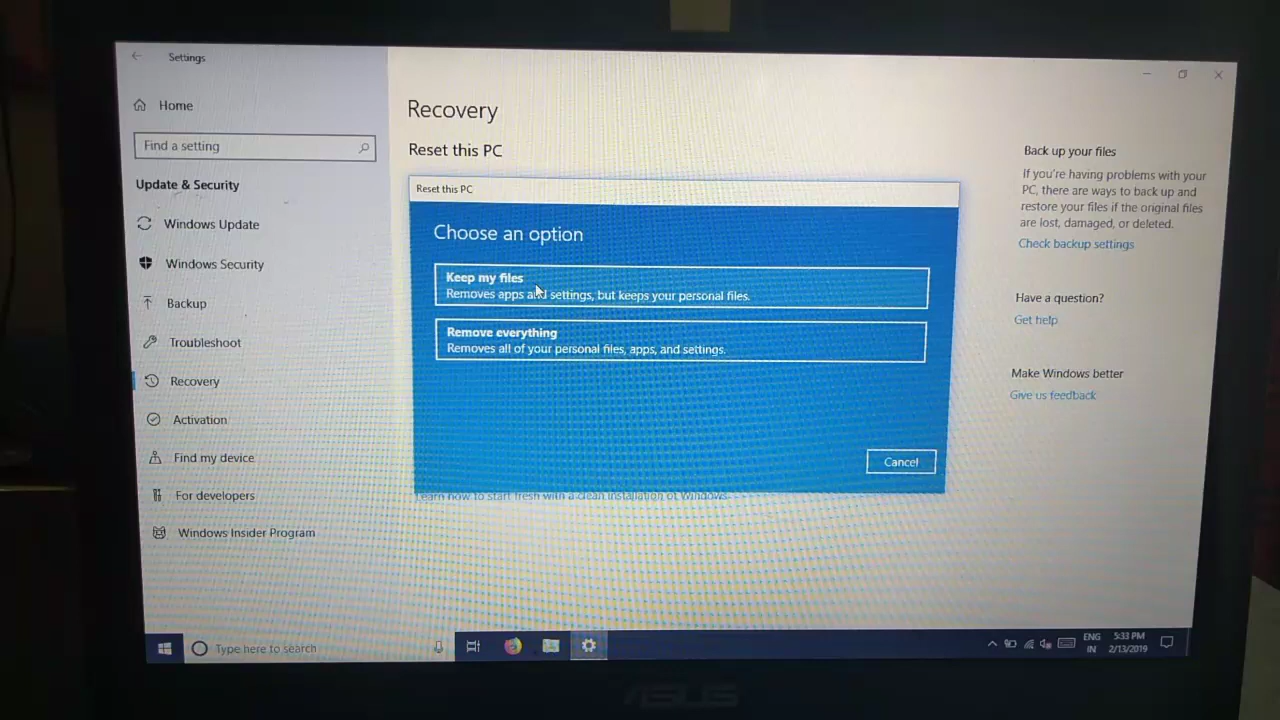 Settings
Home
Find a setting
Update & Security
Windows Update
Windows Security
Backup
Troubleshoot
Recovery
Activation
Find my device
For developers
Windows Insider Program
Recovery
Reset this PC
Reset this PC
Choose an option
Keep my files
Removes apps and settings, but keeps your personal files.
Remove everything
Removes all of your personal files, apps, and settings.
Cancel
Learn how to start fresh with a clean installation of Windows
Back up your files
If you're having problems with your
PC, there are ways to back up and
restore your files if the original files
are lost, damaged, or deleted.
Check backup settings
Have a question?
Get help
Make Windows better
Give us feedback
Type here to search
ENG
IN
5:33 PM
2/13/2019
ASUS